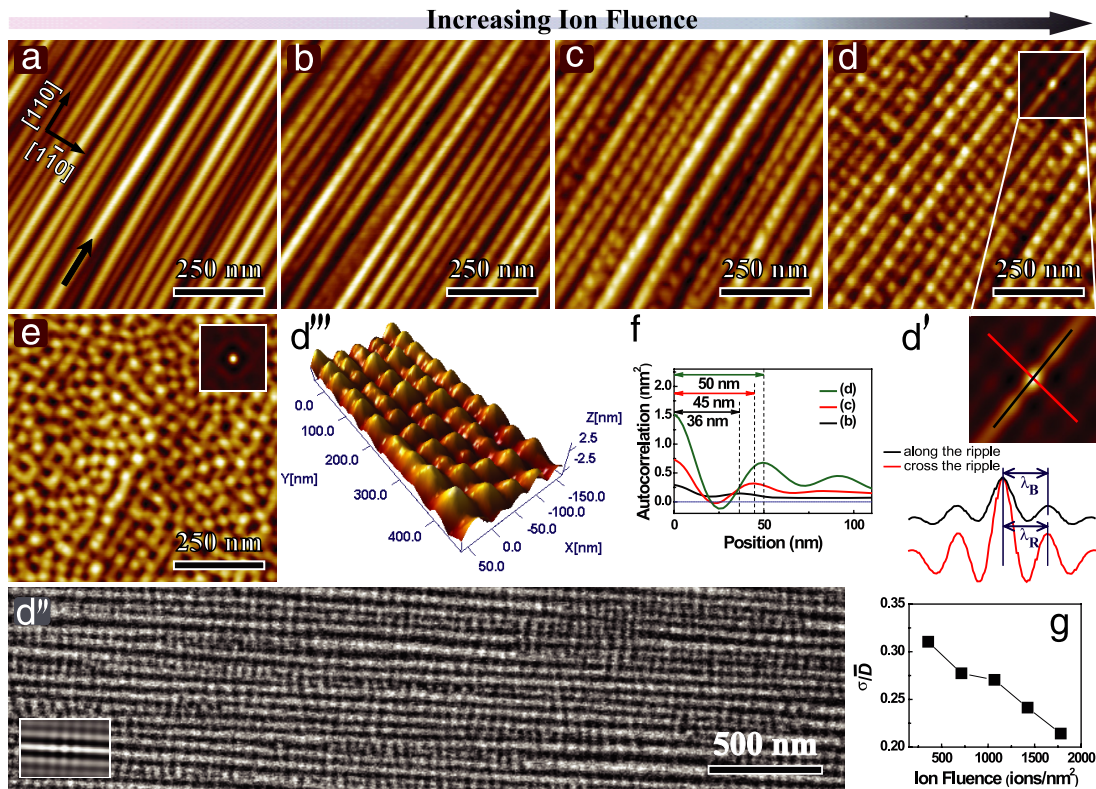 Increasing Ion Fluence
a
[110]
[11̅0]
250 nm
b
250 nm
c
250 nm
d
250 nm
e
250 nm
d'''
0.0
100.0
200.0
300.0
400.0
Y[nm]
Z[nm]
2.5
-2.5
-150.0
-100.0
-50.0
0.0
50.0
X[nm]
f
Autocorrelation (nm²)
2.0
1.5
1.0
0.5
0.0
50 nm
45 nm
36 nm
(d)
(c)
(b)
0
50
100
Position (nm)
d'
along the ripple
cross the ripple
λB
λR
d''
500 nm
g
σ/D̅
0.35
0.30
0.25
0.20
500
1000
1500
2000
Ion Fluence (ions/nm²)